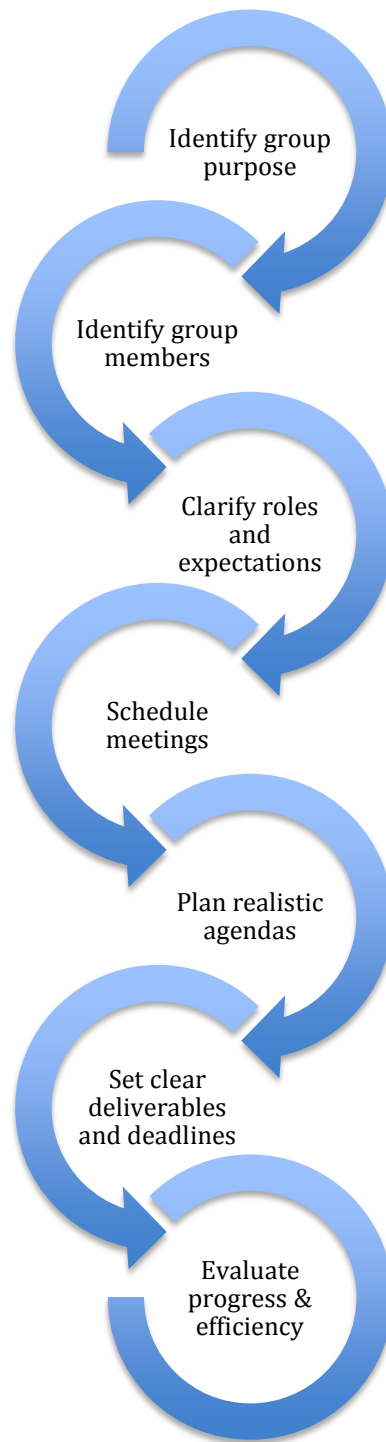 Identify group
purpose
Identify group
members
Clarify roles
and
expectations
Schedule
meetings
Plan realistic
agendas
Set clear
deliverables
and deadlines
Evaluate
progress &
efficiency